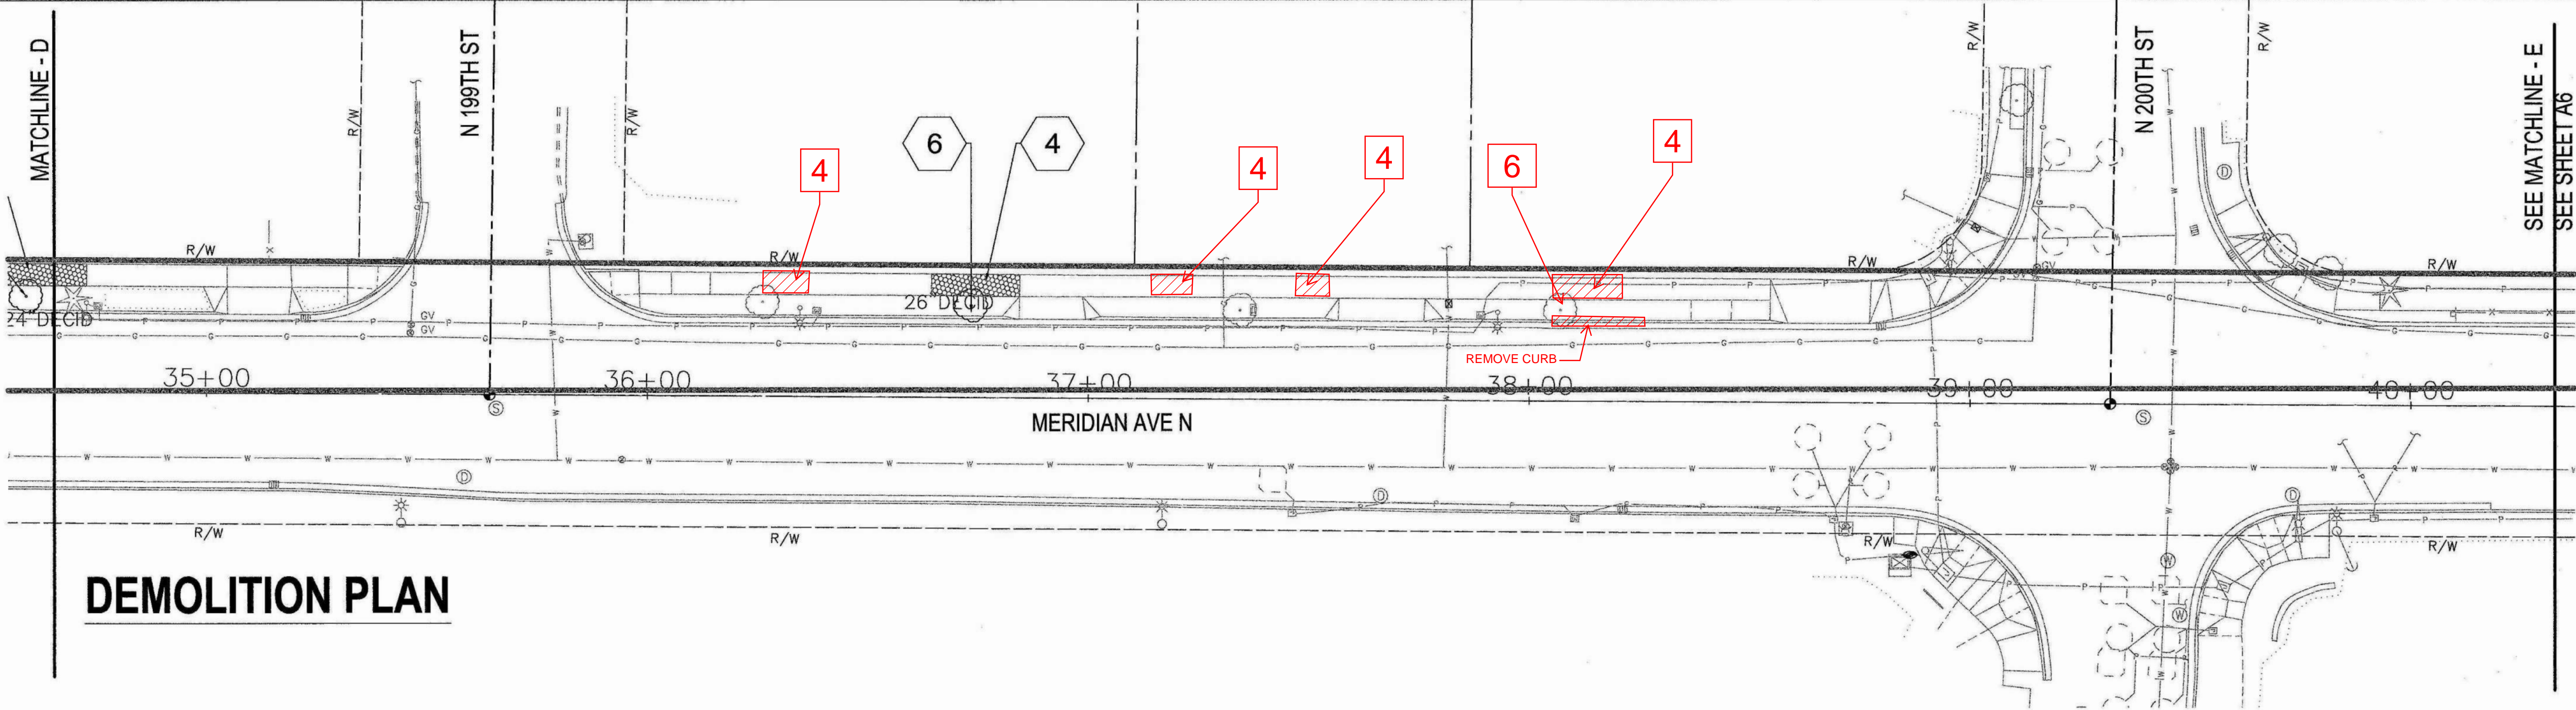 MATCHLINE - D
N 199TH ST
N 200TH ST
SEE MATCHLINE - E
SEE SHEET A6
R/W
R/W
R/W
R/W
4
6
4
4
4
6
4
R/W
R/W
R/W
R/W
24" DECID
26" DECID
GV
GV
GV
REMOVE CURB
35+00
36+00
37+00
38+00
39+00
40+00
MERIDIAN AVE N
R/W
R/W
R/W
R/W
DEMOLITION PLAN